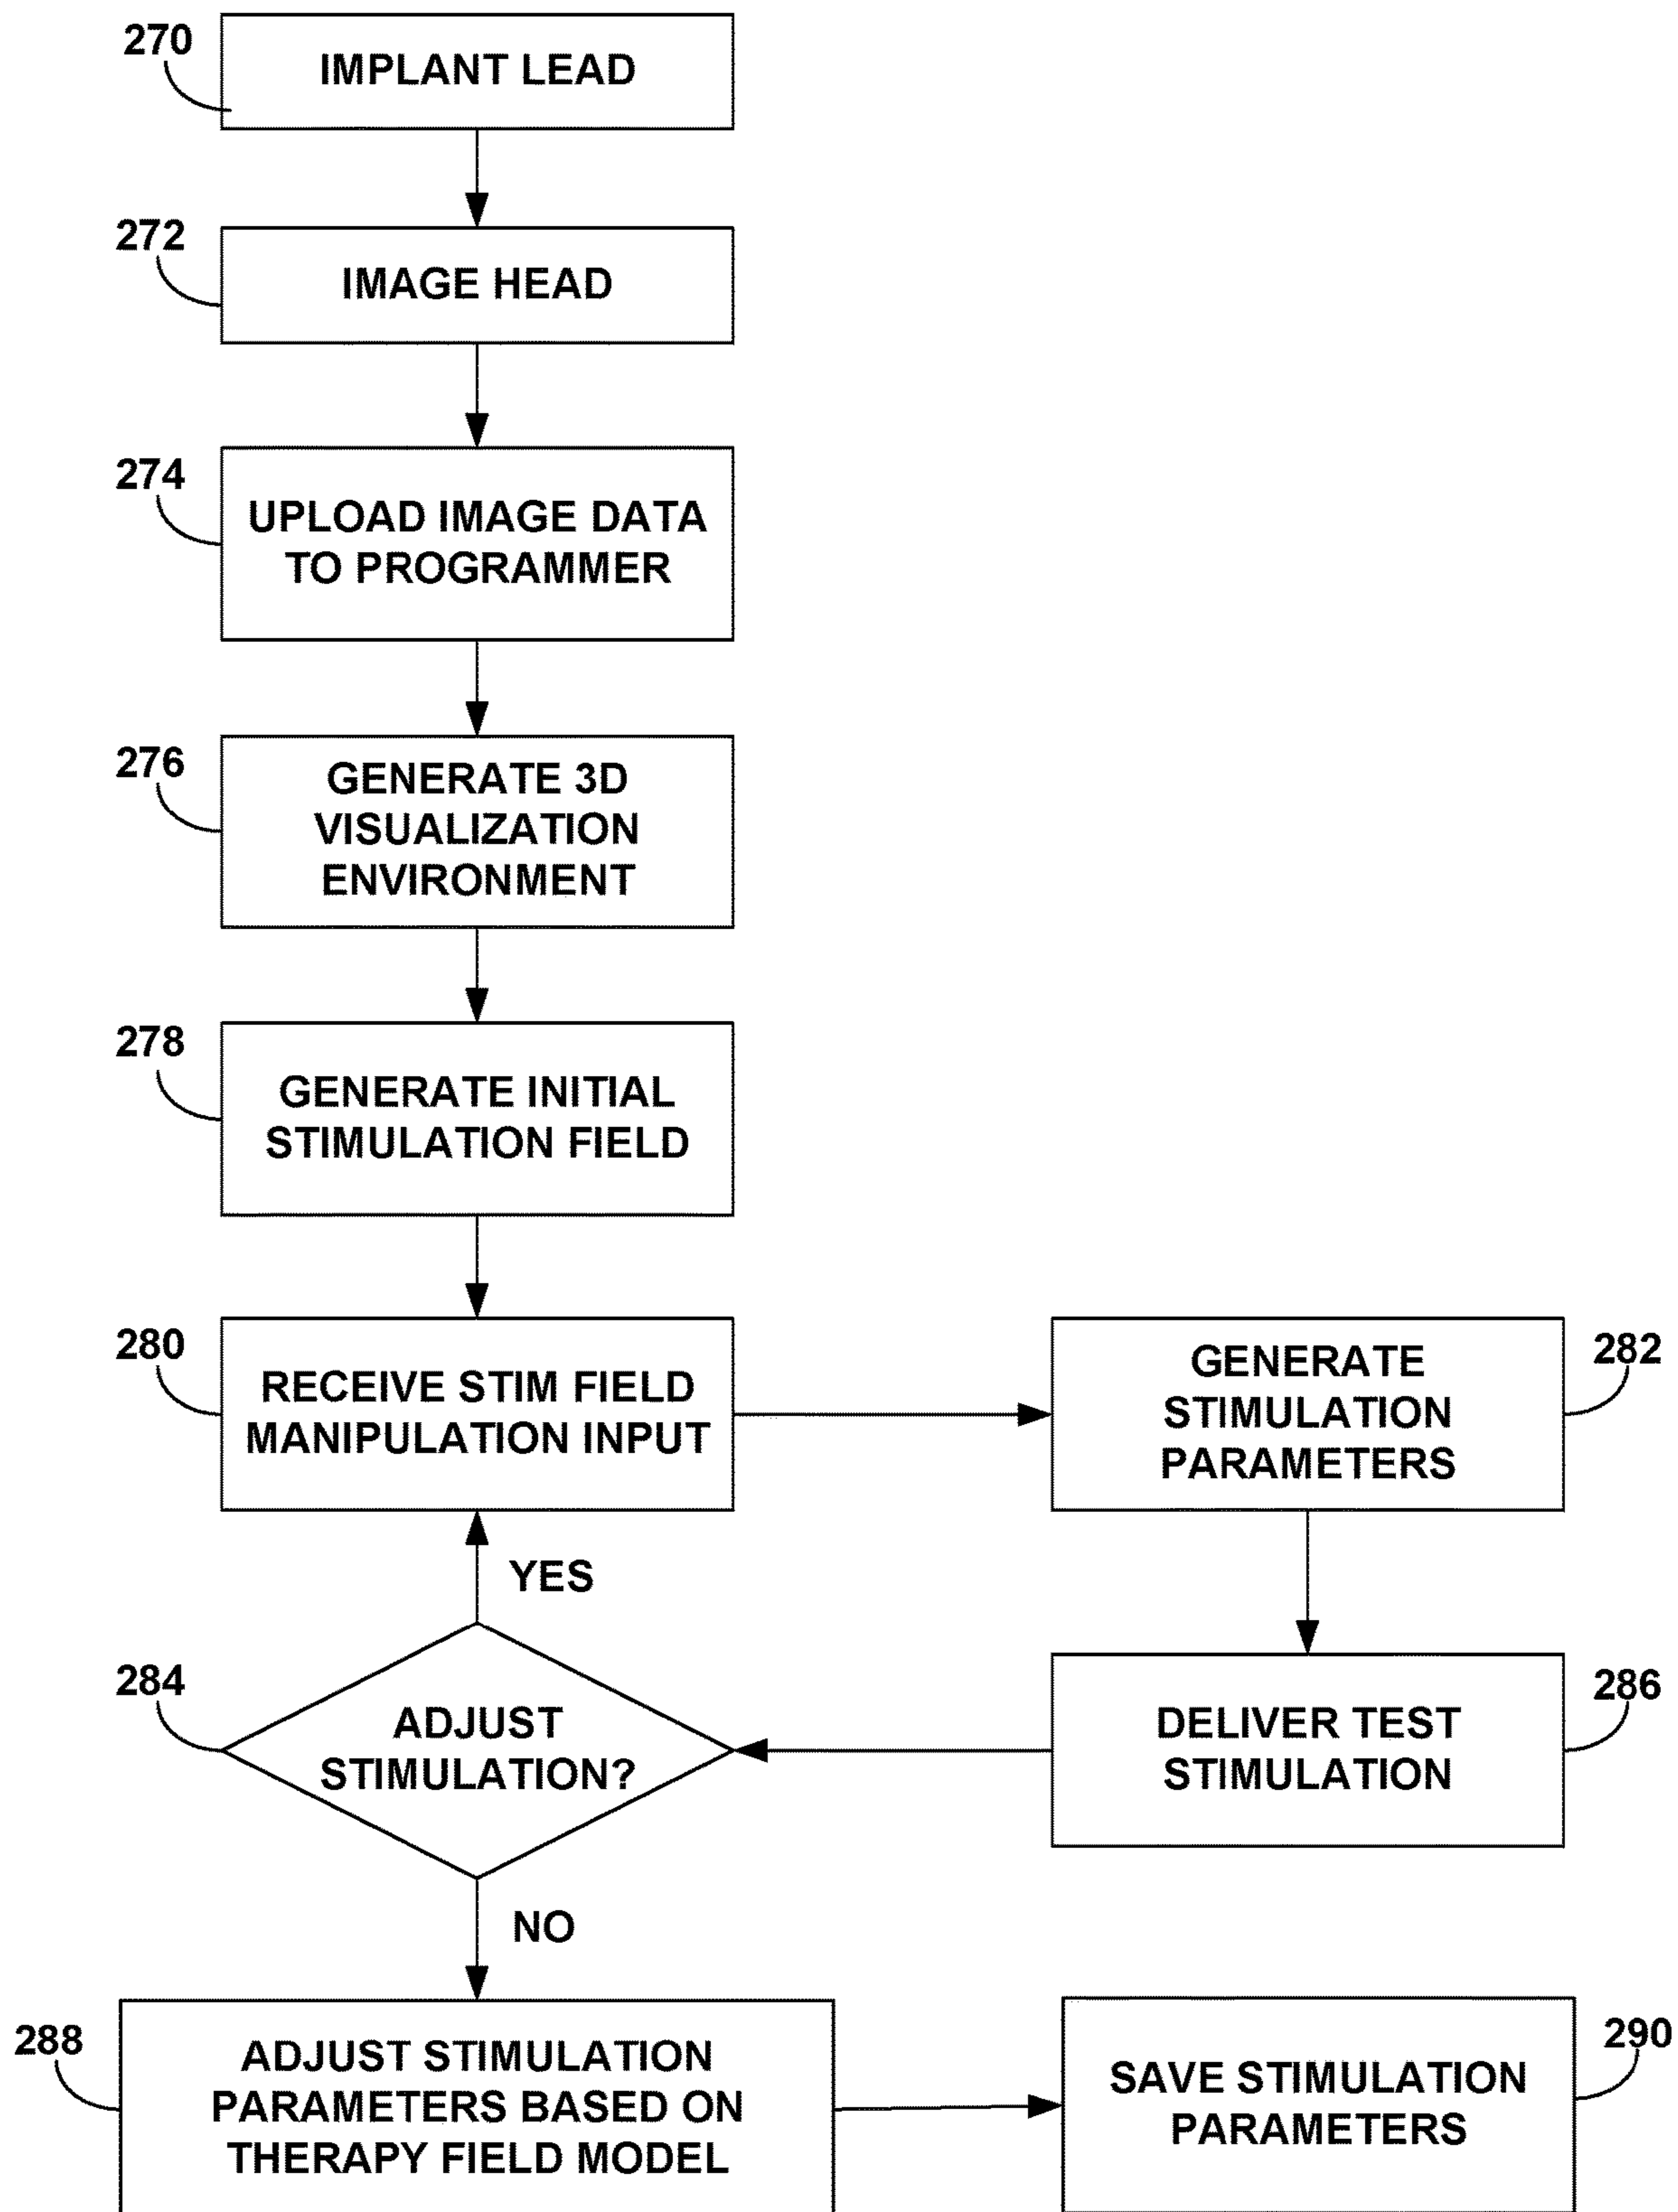 270
IMPLANT LEAD
272
IMAGE HEAD
274
UPLOAD IMAGE DATA
TO PROGRAMMER
276
GENERATE 3D
VISUALIZATION
ENVIRONMENT
278
GENERATE INITIAL
STIMULATION FIELD
280
RECEIVE STIM FIELD
MANIPULATION INPUT
282
GENERATE
STIMULATION
PARAMETERS
YES
284
ADJUST
STIMULATION?
286
DELIVER TEST
STIMULATION
NO
288
ADJUST STIMULATION
PARAMETERS BASED ON
THERAPY FIELD MODEL
290
SAVE STIMULATION
PARAMETERS